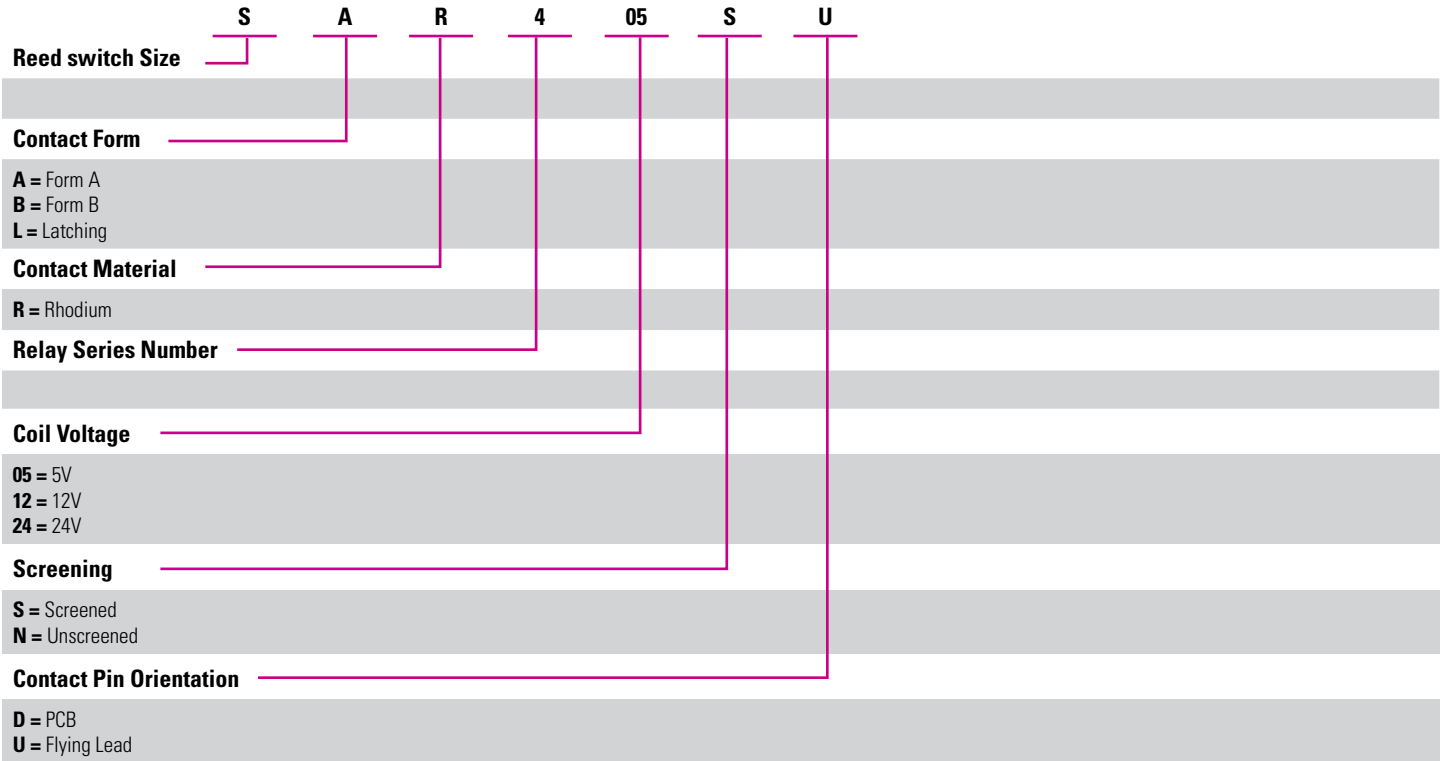 S A R 4 05 S U
Reed switch Size
Contact Form
A = Form A
B = Form B
L = Latching
Contact Material
R = Rhodium
Relay Series Number
Coil Voltage
05 = 5V
12 = 12V
24 = 24V
Screening
S = Screened
N = Unscreened
Contact Pin Orientation
D = PCB
U = Flying Lead